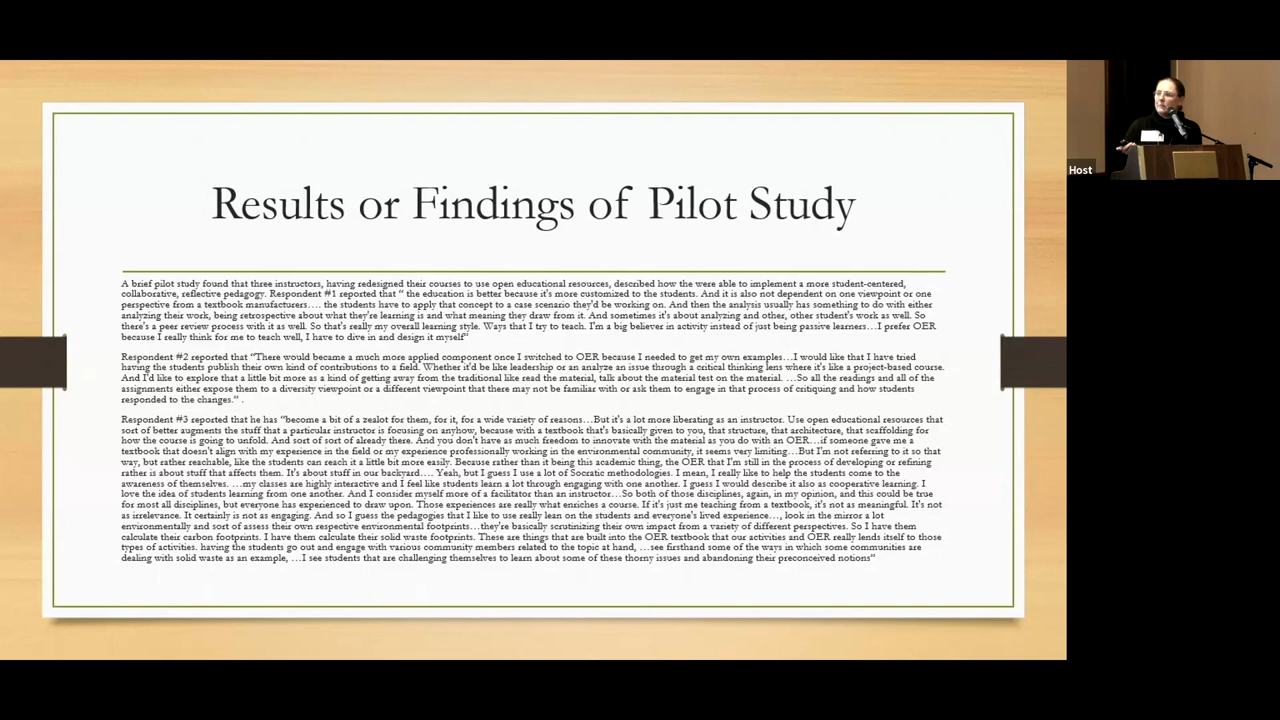 Results or Findings of Pilot Study
A brief pilot study found that three instructors, having redesigned their courses to use open educational resources, described how the were able to implement a more student-centered,
collaborative, reflective pedagogy. Respondent #1 reported that “ the education is better because it's more customized to the students. And it is also not dependent on one viewpoint or one
perspective from a textbook manufacturers…. the students have to apply that concept to a case scenario they'd be working on. And then the analysis usually has something to do with either
analyzing their work, being retrospective about what they're learning is and what meaning they draw from it. And sometimes it's about analyzing and other, other student's work as well. So
there's a peer review process with it as well. So that's really my overall learning style. Ways that I try to teach. I'm a big believer in activity instead of just being passive learners…I prefer OER
because I really think for me to teach well, I have to dive in and design it myself”
Respondent #2 reported that “There would became a much more applied component once I switched to OER because I needed to get my own examples…I would like that I have tried
having the students publish their own kind of contributions to a field. Whether it'd be like leadership or an analyze an issue through a critical thinking lens where it's like a project-based course.
And I'd like to explore that a little bit more as a kind of getting away from the traditional like read the material, talk about the material test on the material. …So all the readings and all of the
assignments either expose them to a diversity viewpoint or a different viewpoint that there may not be familiar with or ask them to engage in that process of critiquing and how students
responded to the changes.” .
Respondent #3 reported that he has “become a bit of a zealot for them, for it, for a wide variety of reasons…But it's a lot more liberating as an instructor. Use open educational resources that
sort of better augments the stuff that a particular instructor is focusing on anyhow, because with a textbook that's basically given to you, that structure, that architecture, that scaffolding for
how the course is going to unfold. And sort of sort of already there. And you don't have as much freedom to innovate with the material as you do with an OER…if someone gave me a
textbook that doesn't align with my experience in the field or my experience professionally working in the environmental community, it seems very limiting…But I'm not referring to it so that
way, but rather reachable, like the students can reach it a little bit more easily. Because rather than it being this academic thing, the OER that I'm still in the process of developing or refining
rather is about stuff that affects them. It's about stuff in our backyard…. Yeah, but I guess I use a lot of Socratic methodologies. I mean, I really like to help the students come to the
awareness of themselves. …my classes are highly interactive and I feel like students learn a lot through engaging with one another. I guess I would describe it also as cooperative learning. I
love the idea of students learning from one another. And I consider myself more of a facilitator than an instructor…So both of those disciplines, again, in my opinion, and this could be true
for most all disciplines, but everyone has experienced to draw upon. Those experiences are really what enriches a course. If it's just me teaching from a textbook, it's not as meaningful. It's not
as irrelevance. It certainly is not as engaging. And so I guess the pedagogies that I like to use really lean on the students and everyone's lived experience…, look in the mirror a lot
environmentally and sort of assess their own respective environmental footprints…they're basically scrutinizing their own impact from a variety of different perspectives. So I have them
calculate their carbon footprints. I have them calculate their solid waste footprints. These are things that are built into the OER textbook that our activities and OER really lends itself to those
types of activities. having the students go out and engage with various community members related to the topic at hand, …see firsthand some of the ways in which some communities are
dealing with solid waste as an example, …I see students that are challenging themselves to learn about some of these thorny issues and abandoning their preconceived notions”
Host